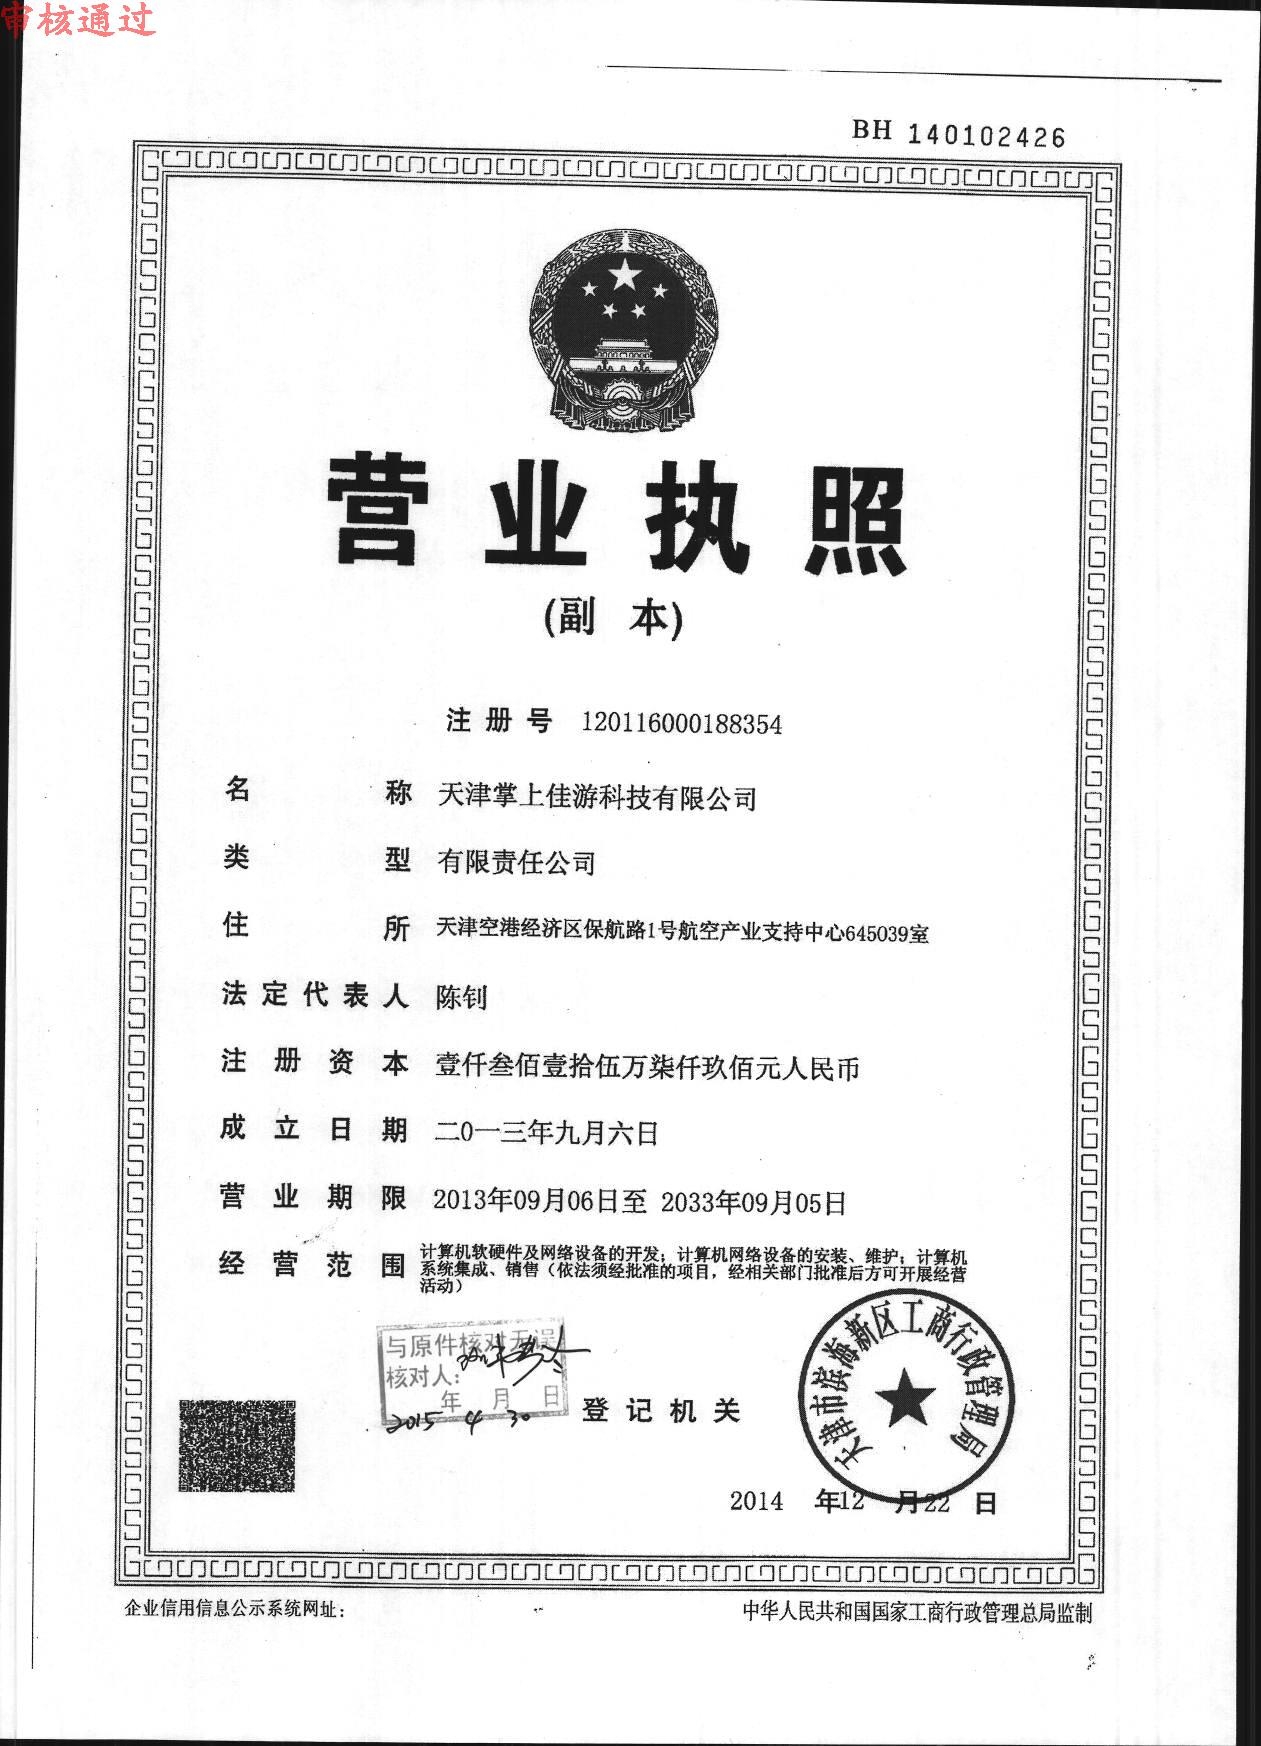 审核通过
BH 140102426
营业执照
(副 本)
注册号 120116000188354
名称 天津掌上佳游科技有限公司
类型 有限责任公司
住所 天津空港经济区保航路1号航空产业支持中心645039室
法定代表人 陈钊
注册资本 壹仟叁佰壹拾伍万柒仟玖佰元人民币
成立日期 二0一三年九月六日
营业期限 2013年09月06日至 2033年09月05日
经营范围 计算机软硬件及网络设备的开发；计算机网络设备的安装、维护；计算机
系统集成、销售（依法须经批准的项目，经相关部门批准后方可开展经营
活动）
与原件核对无误
核对人：
年 月 日
2015 4 30
登记机关
天津市滨海新区工商行政管理局
2014 年12 月22 日
企业信用信息公示系统网址：
中华人民共和国国家工商行政管理总局监制